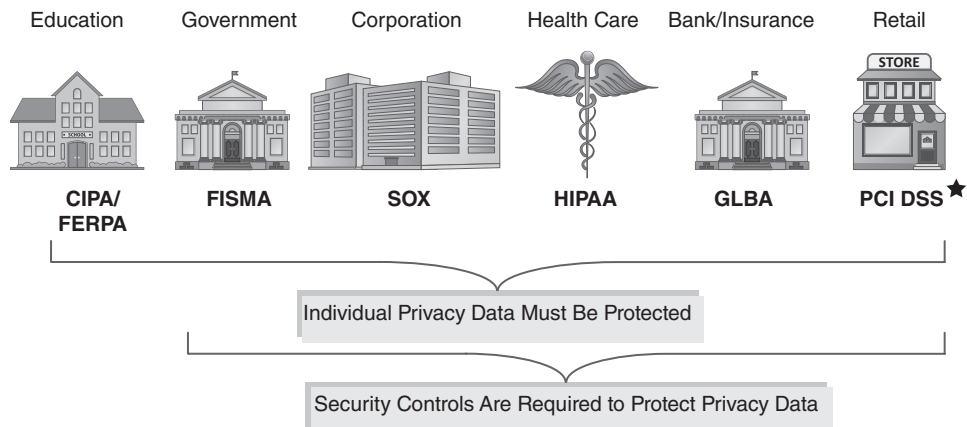 Education
Government
Corporation
Health Care
Bank/Insurance
Retail
SCHOOL
STORE
CIPA/
FERPA
FISMA
SOX
HIPAA
GLBA
PCI DSS★
Individual Privacy Data Must Be Protected
Security Controls Are Required to Protect Privacy Data